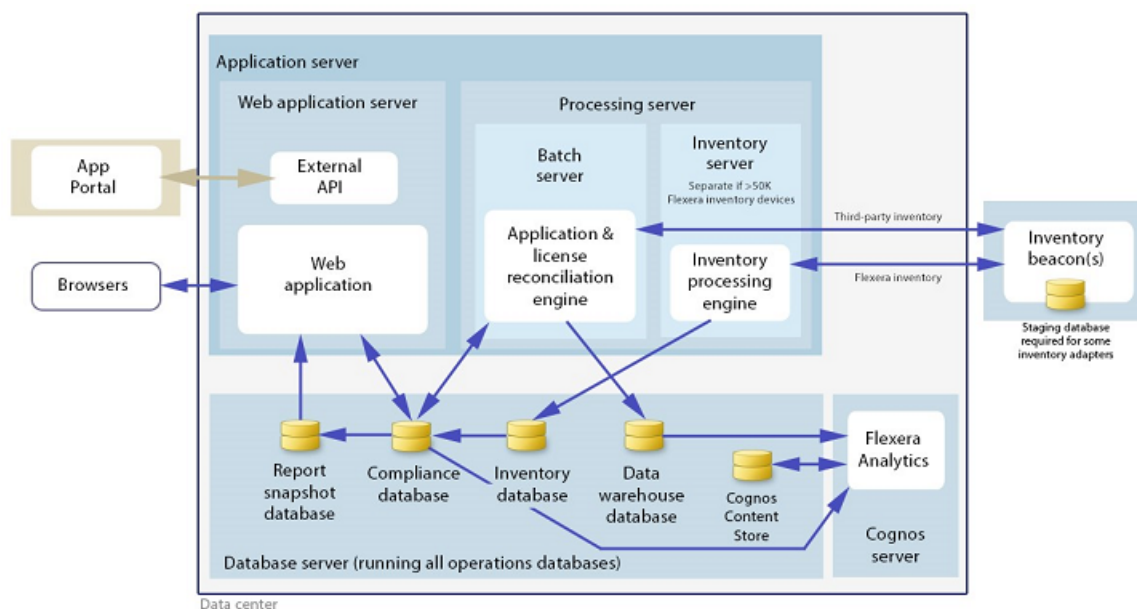 Application server
Web application server
Processing server
App
Portal
External
API
Batch
server
Inventory
server
Separate if >50K
Flexera inventory devices
Third-party inventory
Browsers
Web
application
Application &
license
reconciliation
engine
Inventory
processing
engine
Flexera inventory
Inventory
beacon(s)
Staging database
required for some
inventory adapters
Report
snapshot
database
Compliance
database
Inventory
database
Data
warehouse
database
Cognos
Content
Store
Flexera
Analytics
Cognos
server
Database server (running all operations databases)
Data center